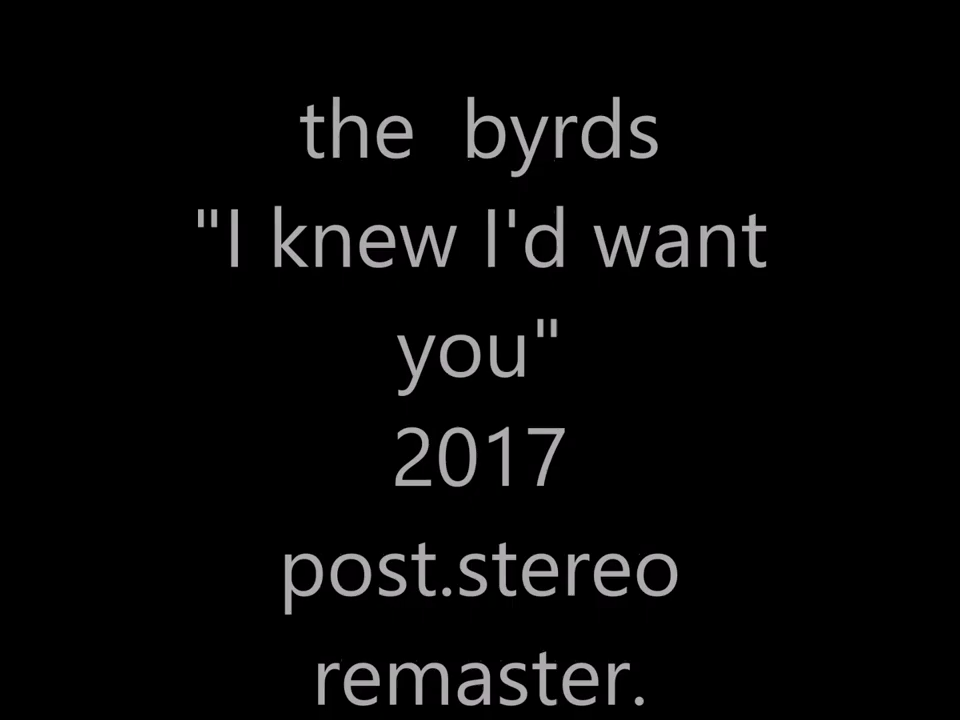 the  byrds
"I knew I'd want
you"
2017
post.stereo
remaster.